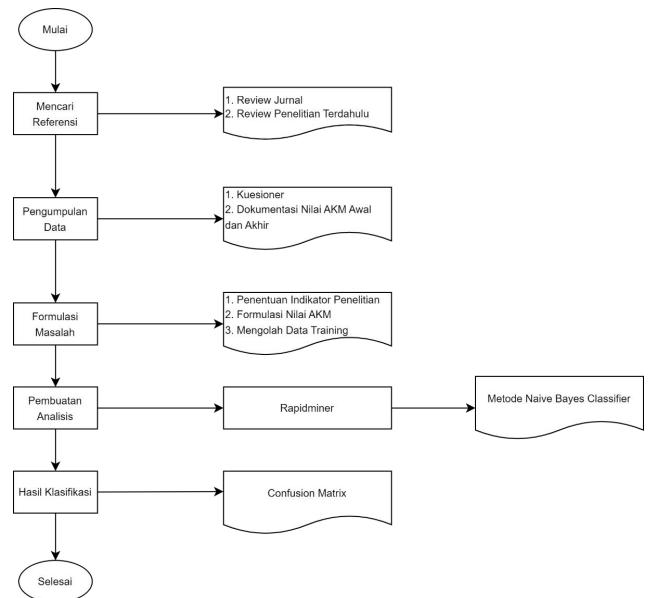 Mulai
Mencari
Referensi
1. Review Jurnal
2. Review Penelitian Terdahulu
Pengumpulan
Data
1. Kuesioner
2. Dokumentasi Nilai AKM Awal
dan Akhir
Formulasi
Masalah
1. Penentuan Indikator Penelitian
2. Formulasi Nilai AKM
3. Mengolah Data Training
Pembuatan
Analisis
Rapidminer
Metode Naive Bayes Classifier
Hasil Klasifikasi
Confusion Matrix
Selesai